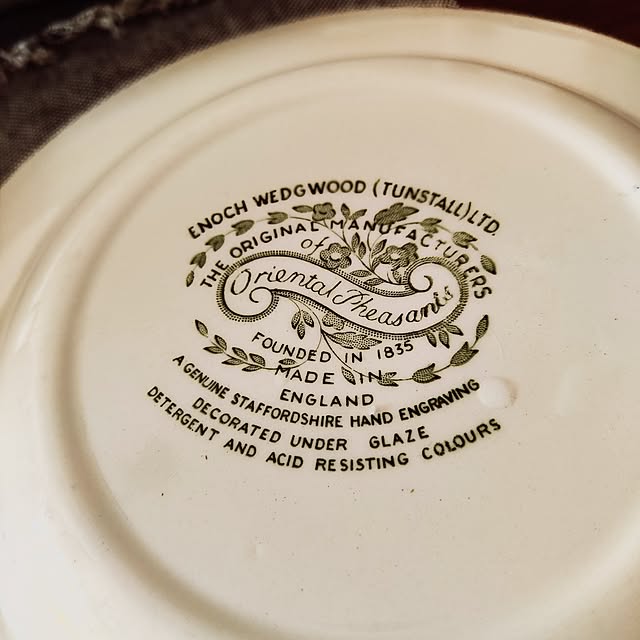 ENOCH WEDGWOOD (TUNSTALL) LTD.
THE ORIGINAL MANUFACTURERS
of
Oriental Pheasants
FOUNDED IN 1835
MADE IN
ENGLAND
A GENUINE STAFFORDSHIRE HAND ENGRAVING
DECORATED UNDER GLAZE
DETERGENT AND ACID RESISTING COLOURS